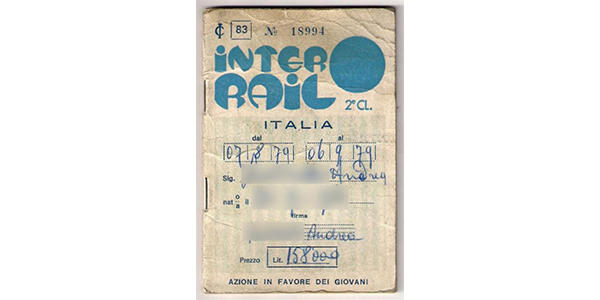 83 Nº 18994
INTER
RAIL 2ª CL.
ITALIA
dal al
07 8 79 06 9 79
Sig. Andrea
nat o/a il
firma
Andrea
Prezzo Lit. 158000
AZIONE IN FAVORE DEI GIOVANI